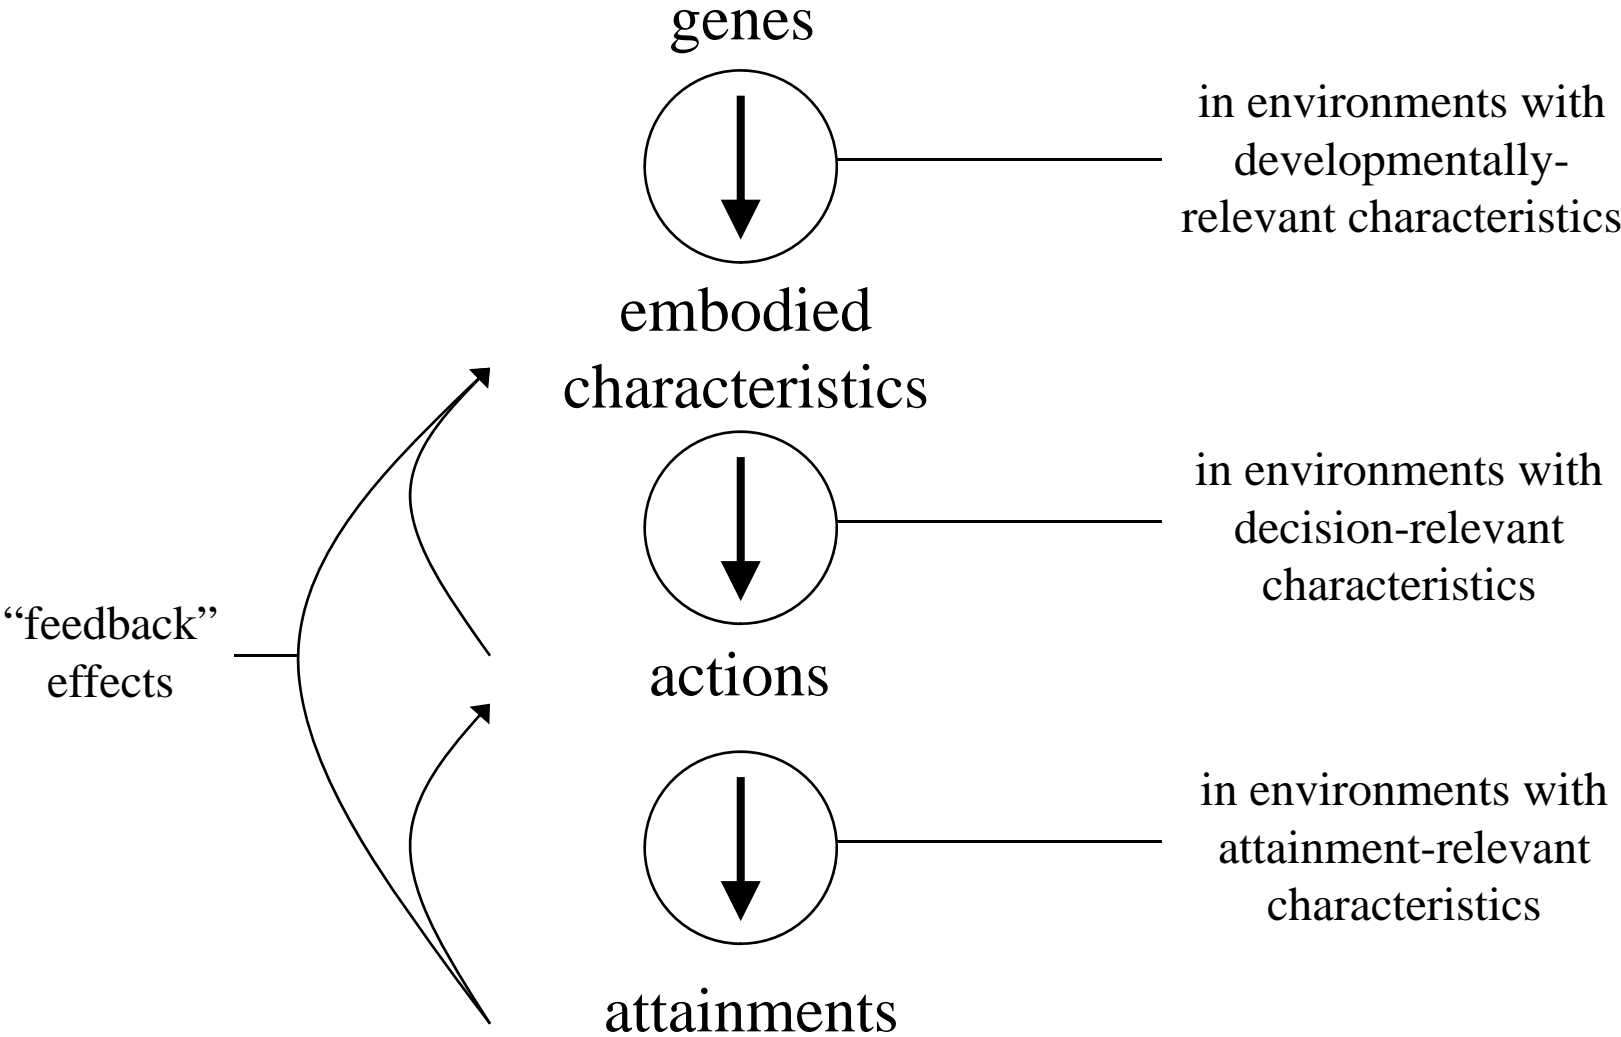 genes
in environments with
developmentally-
relevant characteristics
embodied
characteristics
in environments with
decision-relevant
characteristics
“feedback”
effects
actions
in environments with
attainment-relevant
characteristics
attainments